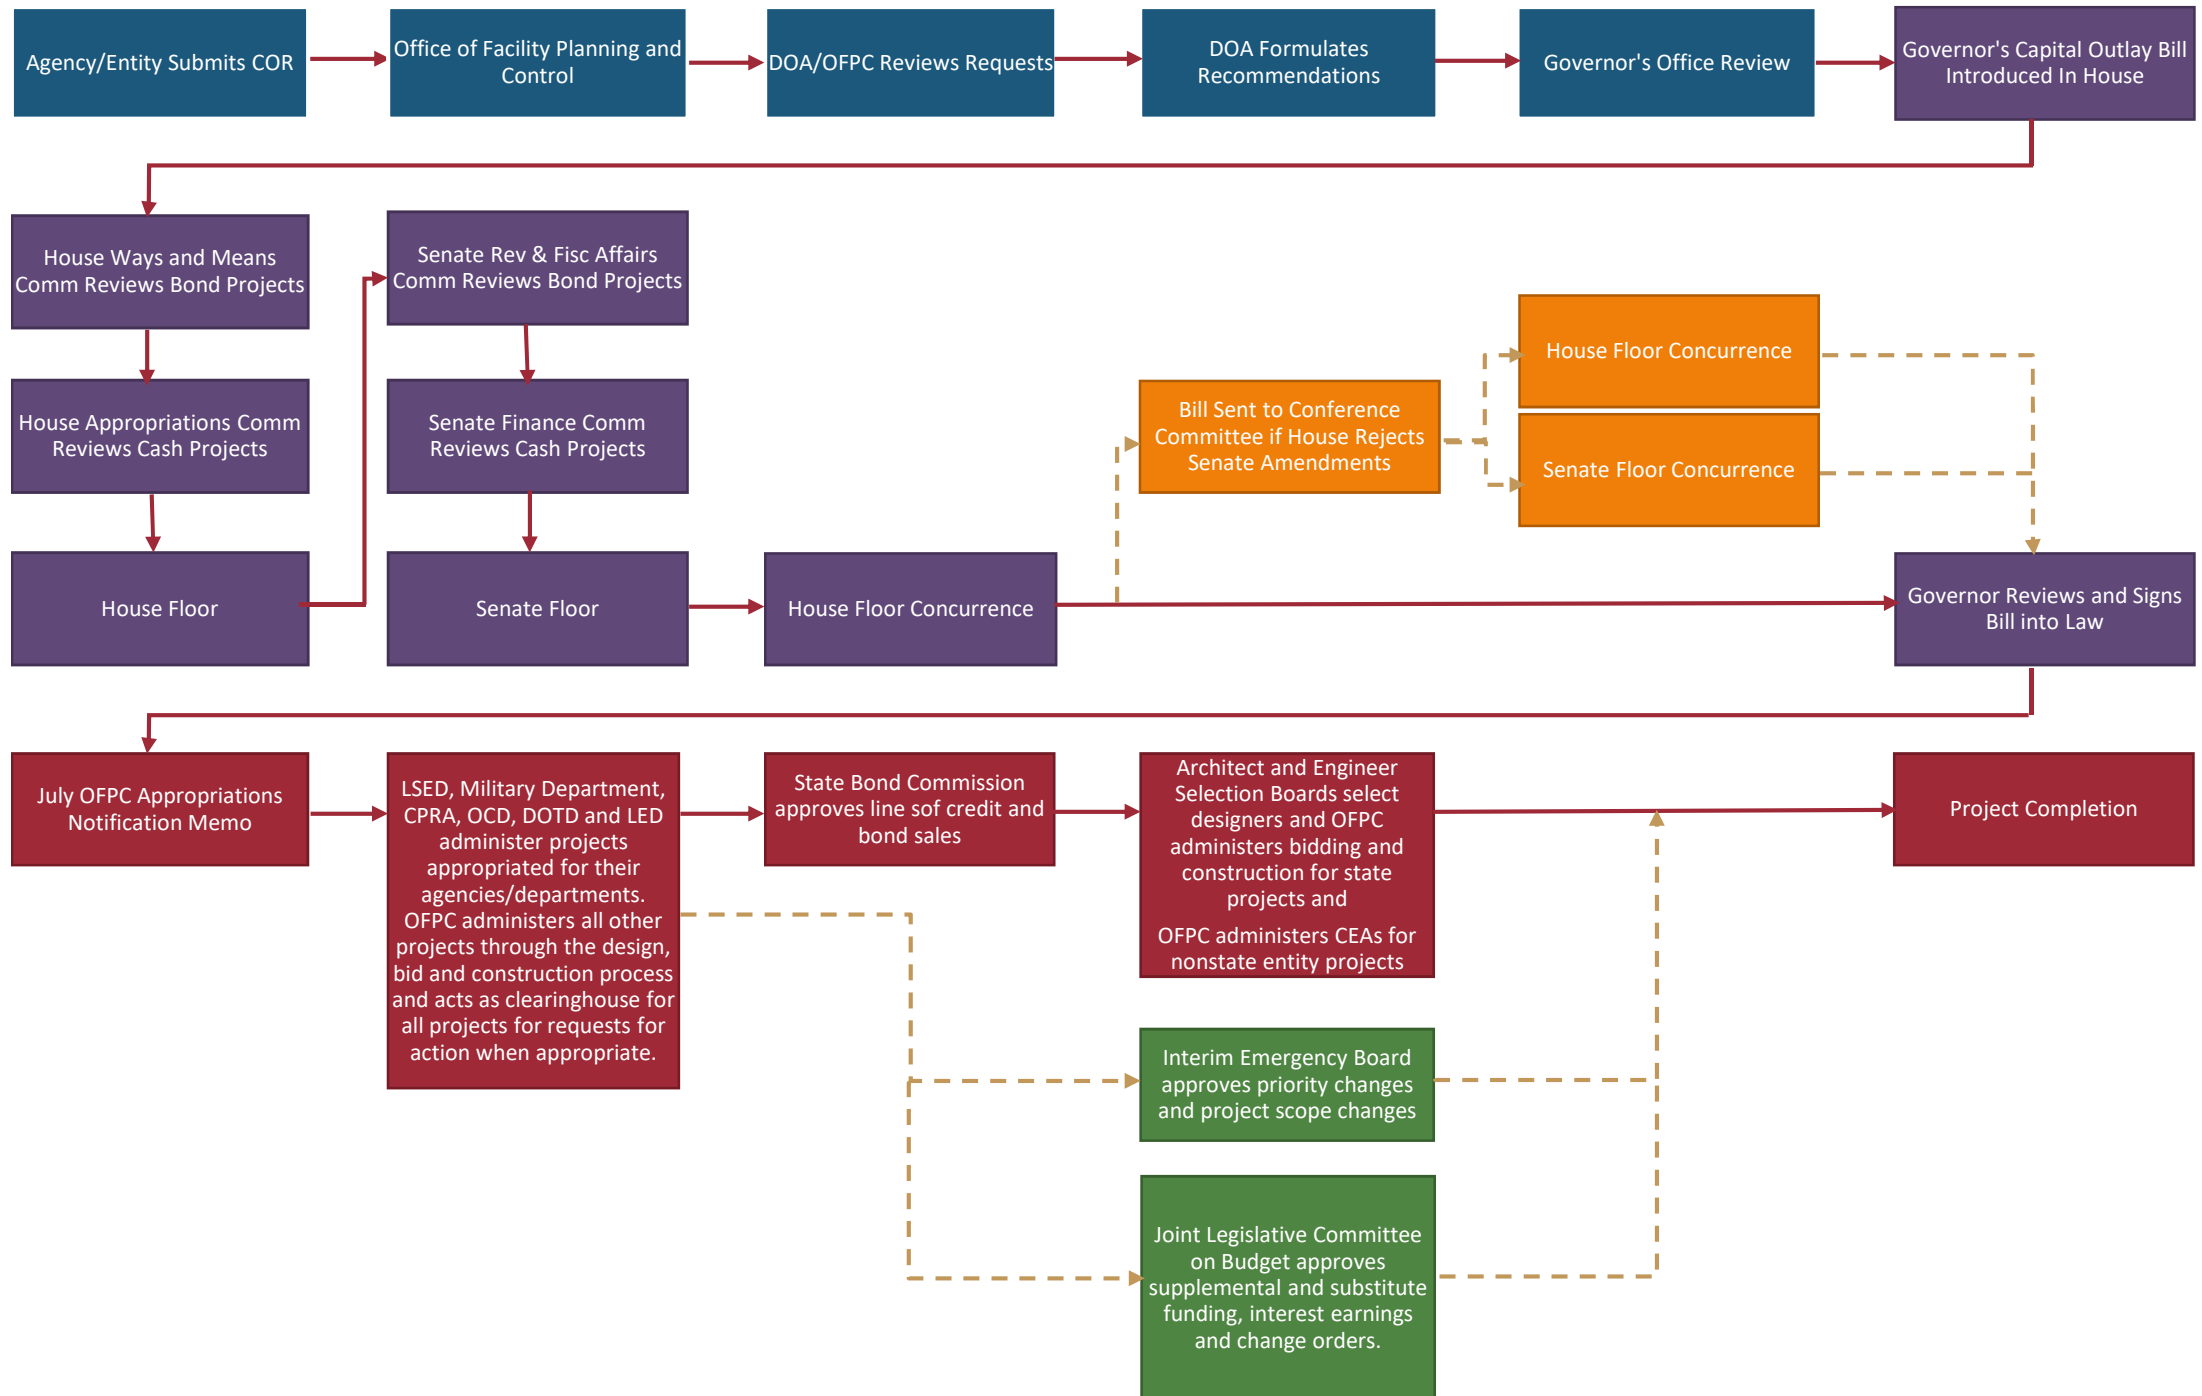 Agency/Entity Submits COR
Office of Facility Planning and
Control
DOA/OFPC Reviews Requests
DOA Formulates
Recommendations
Governor's Office Review
Governor's Capital Outlay Bill
Introduced In House
House Ways and Means
Comm Reviews Bond Projects
Senate Rev & Fisc Affairs
Comm Reviews Bond Projects
House Floor Concurrence
House Appropriations Comm
Reviews Cash Projects
Senate Finance Comm
Reviews Cash Projects
Bill Sent to Conference
Committee if House Rejects
Senate Amendments
Senate Floor Concurrence
House Floor
Senate Floor
House Floor Concurrence
Governor Reviews and Signs
Bill into Law
July OFPC Appropriations
Notification Memo
LSED, Military Department,
CPRA, OCD, DOTD and LED
administer projects
appropriated for their
agencies/departments.
OFPC administers all other
projects through the design,
bid and construction process
and acts as clearinghouse for
all projects for requests for
action when appropriate.
State Bond Commission
approves line sof credit and
bond sales
Architect and Engineer
Selection Boards select
designers and OFPC
administers bidding and
construction for state
projects and
OFPC administers CEAs for
nonstate entity projects
Project Completion
Interim Emergency Board
approves priority changes
and project scope changes
Joint Legislative Committee
on Budget approves
supplemental and substitute
funding, interest earnings
and change orders.